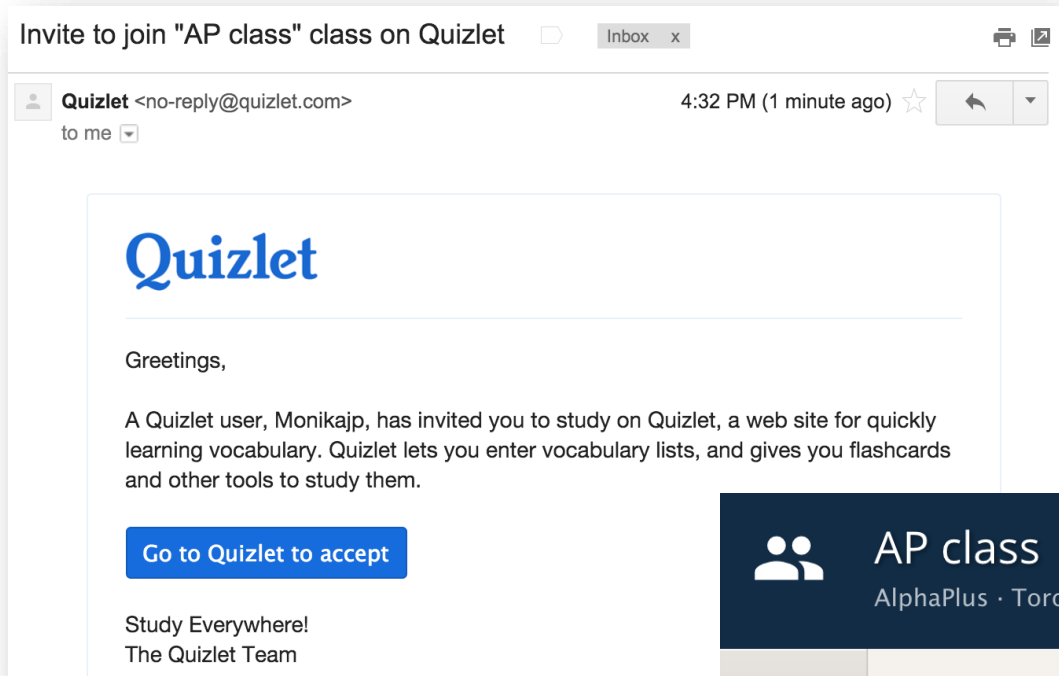 Invite to join "AP class" class on Quizlet
Inbox x
Quizlet <no-reply@quizlet.com>
4:32 PM (1 minute ago)
to me
Quizlet
Greetings,
A Quizlet user, Monikajp, has invited you to study on Quizlet, a web site for quickly
learning vocabulary. Quizlet lets you enter vocabulary lists, and gives you flashcards
and other tools to study them.
Go to Quizlet to accept
Study Everywhere!
The Quizlet Team
AP class
AlphaPlus ·